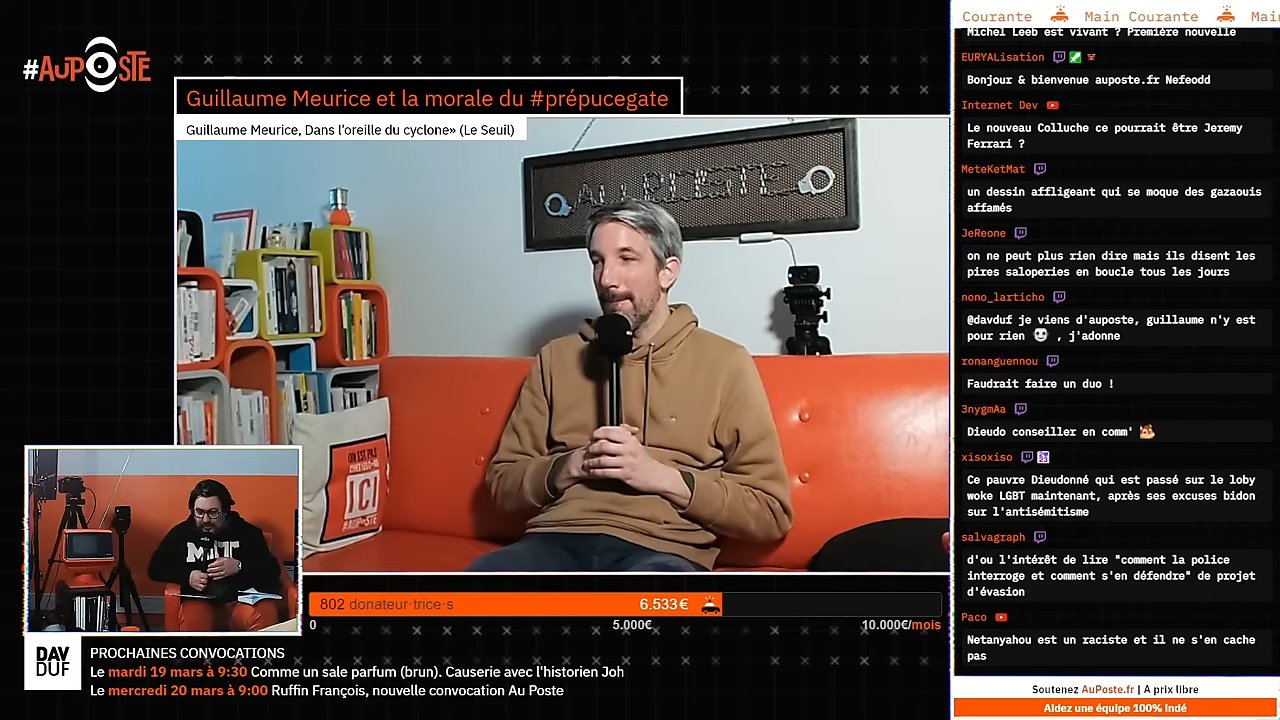 #AUPOSTE
Guillaume Meurice et la morale du #prépucegate
Guillaume Meurice, Dans l'oreille du cyclone» (Le Seuil)
AU POSTE
ON EST PAS
ICI
#AUPOSTE
802 donateur·trice·s
6.533€
0
5.000€
10.000€/mois
DAV
DUF
PROCHAINES CONVOCATIONS
Le mardi 19 mars à 9:30 Comme un sale parfum (brun). Causerie avec l'historien Joh
Le mercredi 20 mars à 9:00 Ruffin François, nouvelle convocation Au Poste
Courante Main Courante Mai
Michel Leeb est vivant ? Première nouvelle
EURYALisation
Bonjour & bienvenue auposte.fr Nefeodd
Internet Dev
Le nouveau Colluche ce pourrait être Jeremy
Ferrari ?
MeteKetMat
un dessin affligeant qui se moque des gazaouis
affamés
JeReone
on ne peut plus rien dire mais ils disent les
pires saloperies en boucle tous les jours
nono_larticho
@davduf je viens d'auposte, guillaume n'y est
pour rien , j'adonne
ronanguennou
Faudrait faire un duo !
3nygmAa
Dieudo conseiller en comm'
xisoxiso
Ce pauvre Dieudonné qui est passé sur le loby
woke LGBT maintenant, après ses excuses bidon
sur l'antisémitisme
salvagraph
d'ou l'intérêt de lire "comment la police
interroge et comment s'en défendre" de projet
d'évasion
Paco
Netanyahou est un raciste et il ne s'en cache
pas
Soutenez AuPoste.fr | A prix libre
Aidez une équipe 100% indé